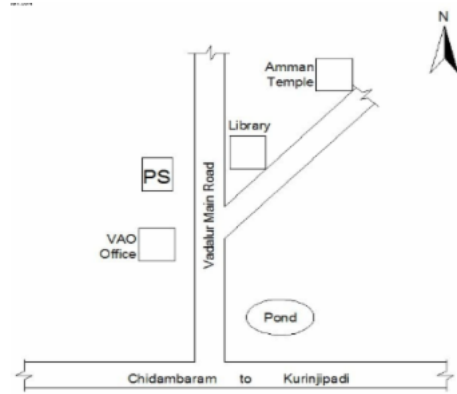 N
Amman
Temple
Library
PS
Vadalur Main Road
VAO
Office
Pond
Chidambaram to Kurinjipadi